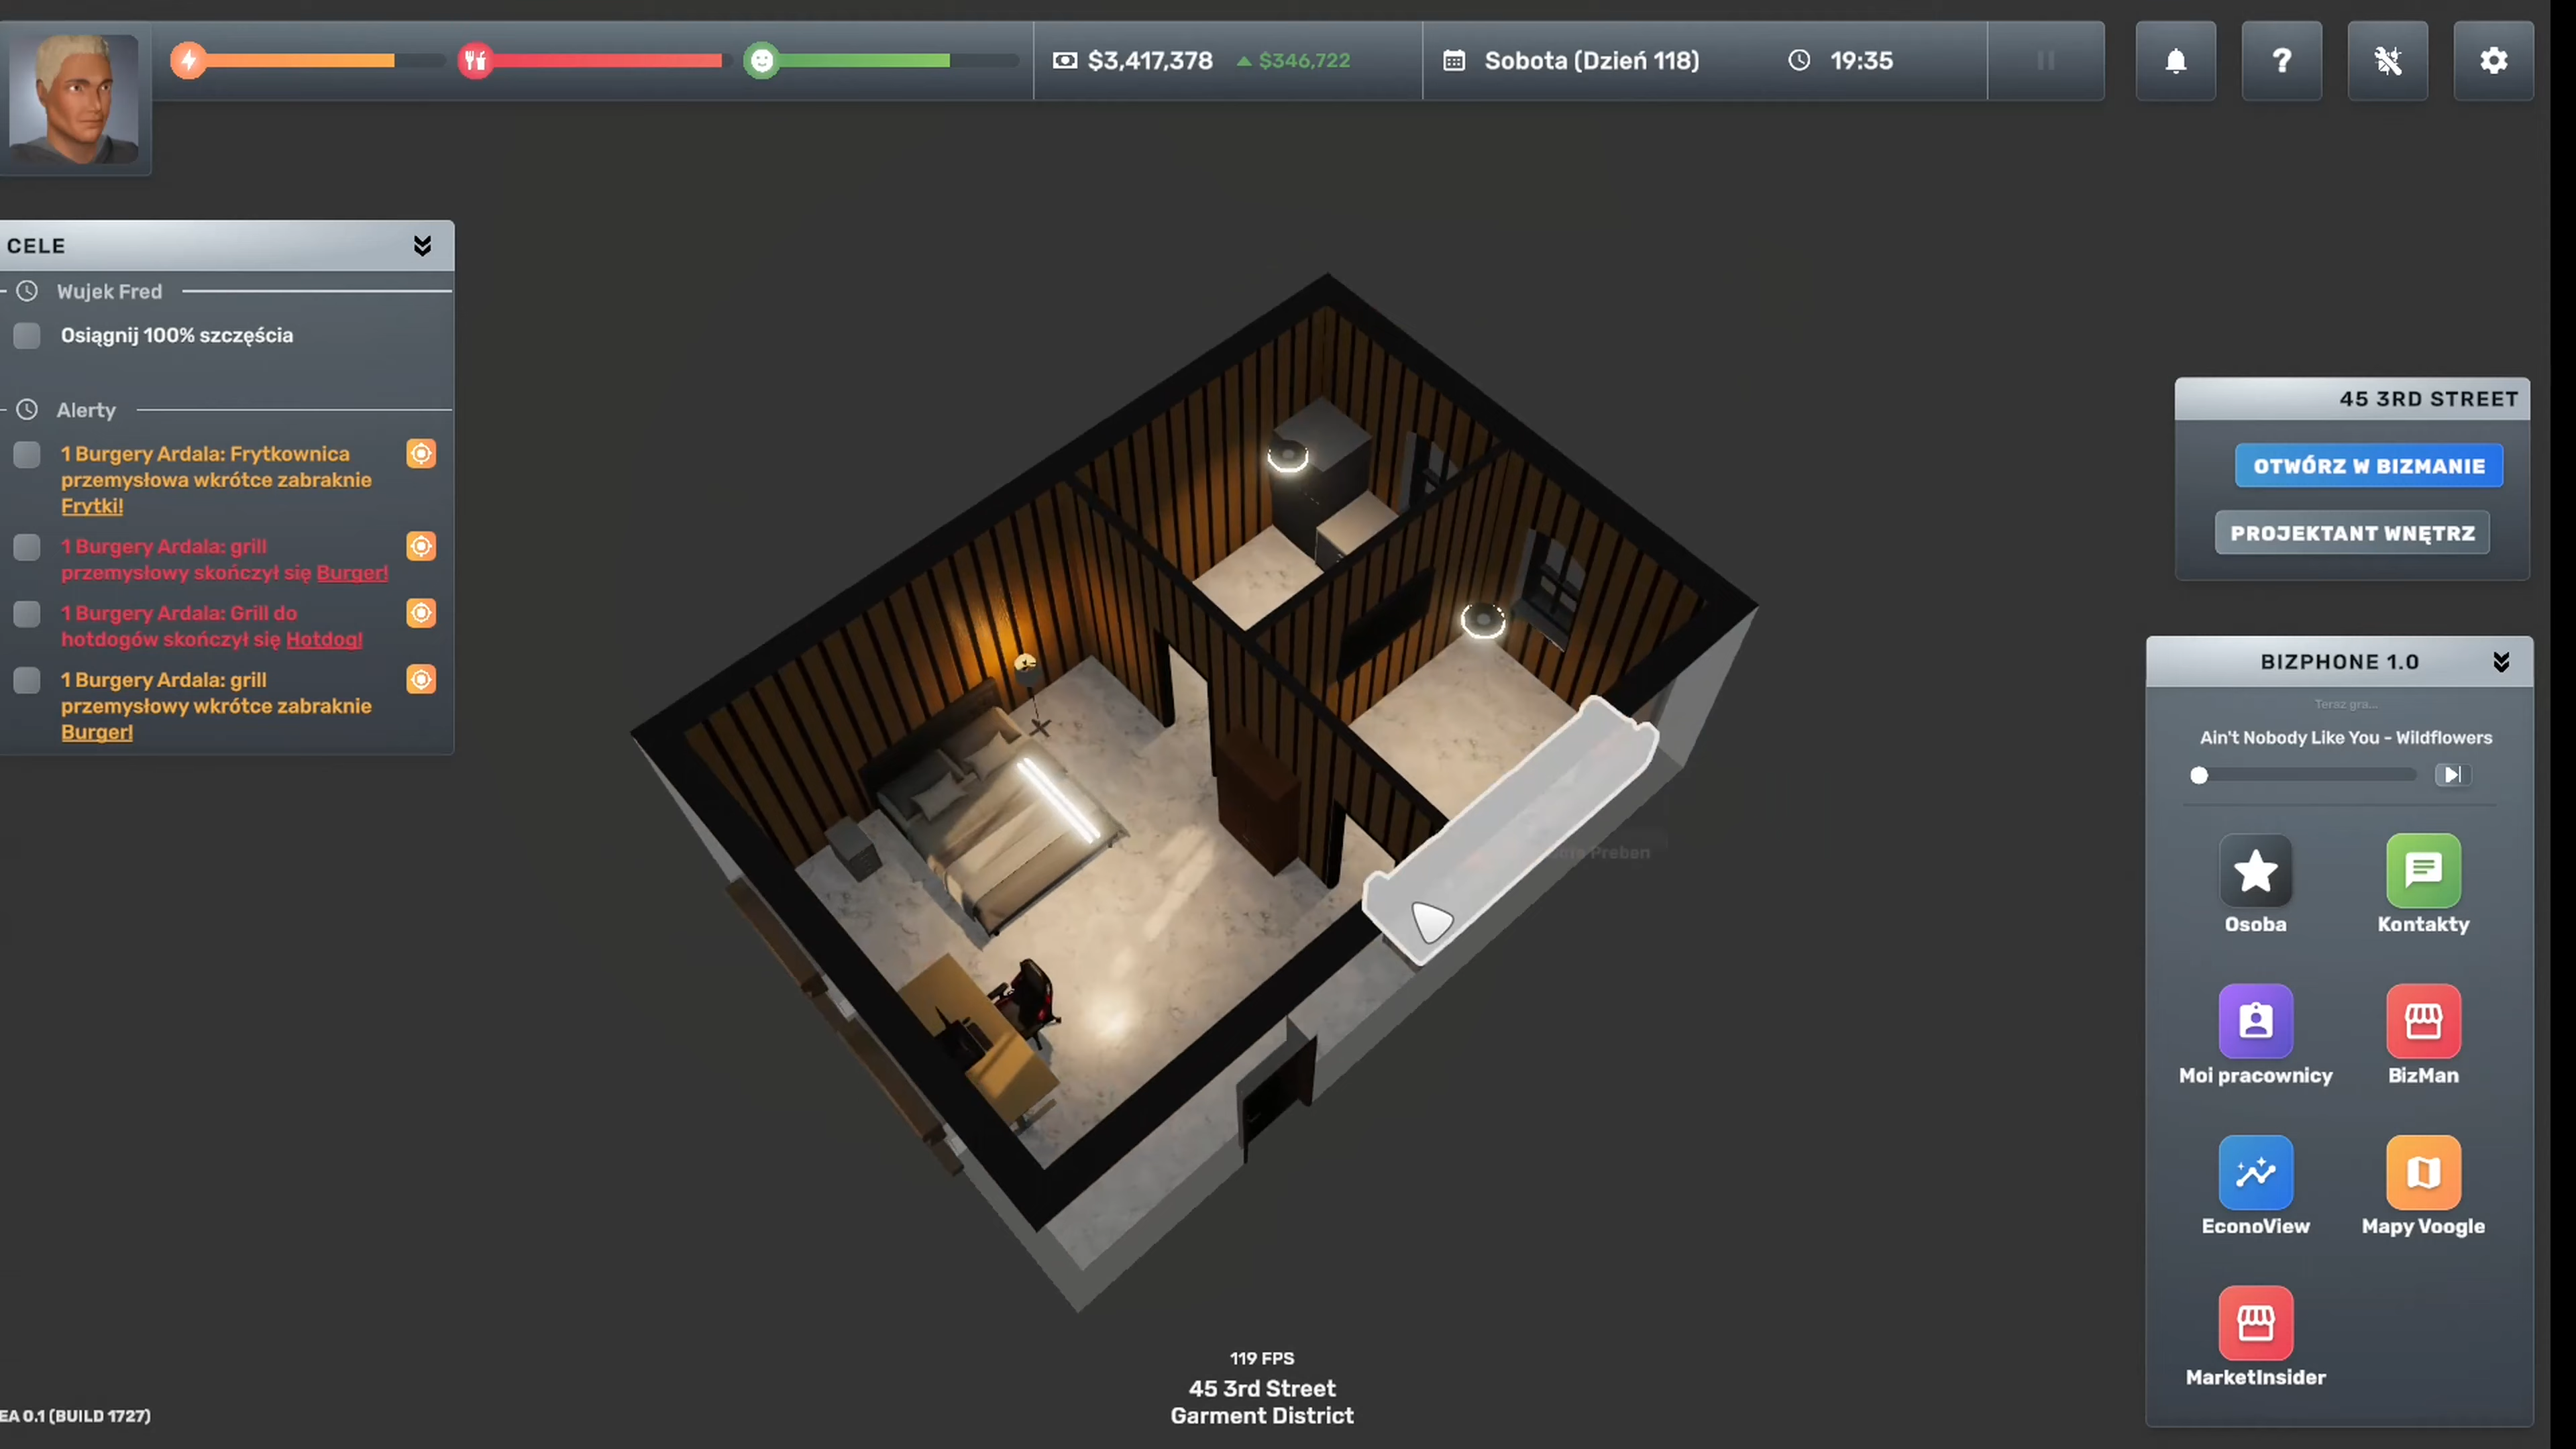 $3,417,378
$346,722
Sobota (Dzień 118)
19:35
?
CELE
Wujek Fred
Osiągnij 100% szczęścia
Alerty
1 Burgery Ardala: Frytkownica
przemysłowa wkrótce zabraknie
Frytki!
1 Burgery Ardala: grill
przemysłowy skończył się Burger!
1 Burgery Ardala: Grill do
hotdogów skończył się Hotdog!
1 Burgery Ardala: grill
przemysłowy wkrótce zabraknie
Burger!
45 3RD STREET
OTWÓRZ W BIZMANIE
PROJEKTANT WNĘTRZ
BIZPHONE 1.0
Teraz gra...
Ain't Nobody Like You - Wildflowers
Preben
Osoba
Kontakty
Moi pracownicy
BizMan
EconoView
Mapy Voogle
MarketInsider
119 FPS
45 3rd Street
Garment District
EA 0.1 (BUILD 1727)